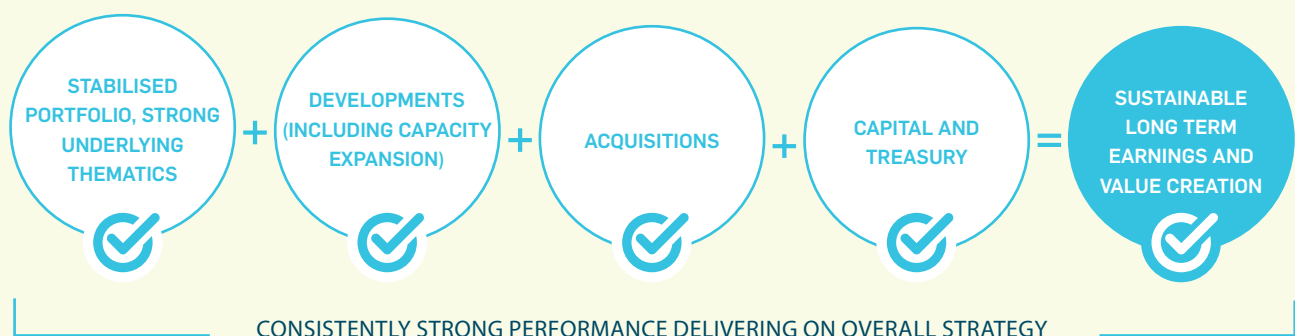 STABILISED
PORTFOLIO, STRONG
UNDERLYING
THEMATICS
+
DEVELOPMENTS
(INCLUDING CAPACITY
EXPANSION)
+
ACQUISITIONS
+
CAPITAL AND
TREASURY
=
SUSTAINABLE
LONG TERM
EARNINGS AND
VALUE CREATION
CONSISTENTLY STRONG PERFORMANCE DELIVERING ON OVERALL STRATEGY